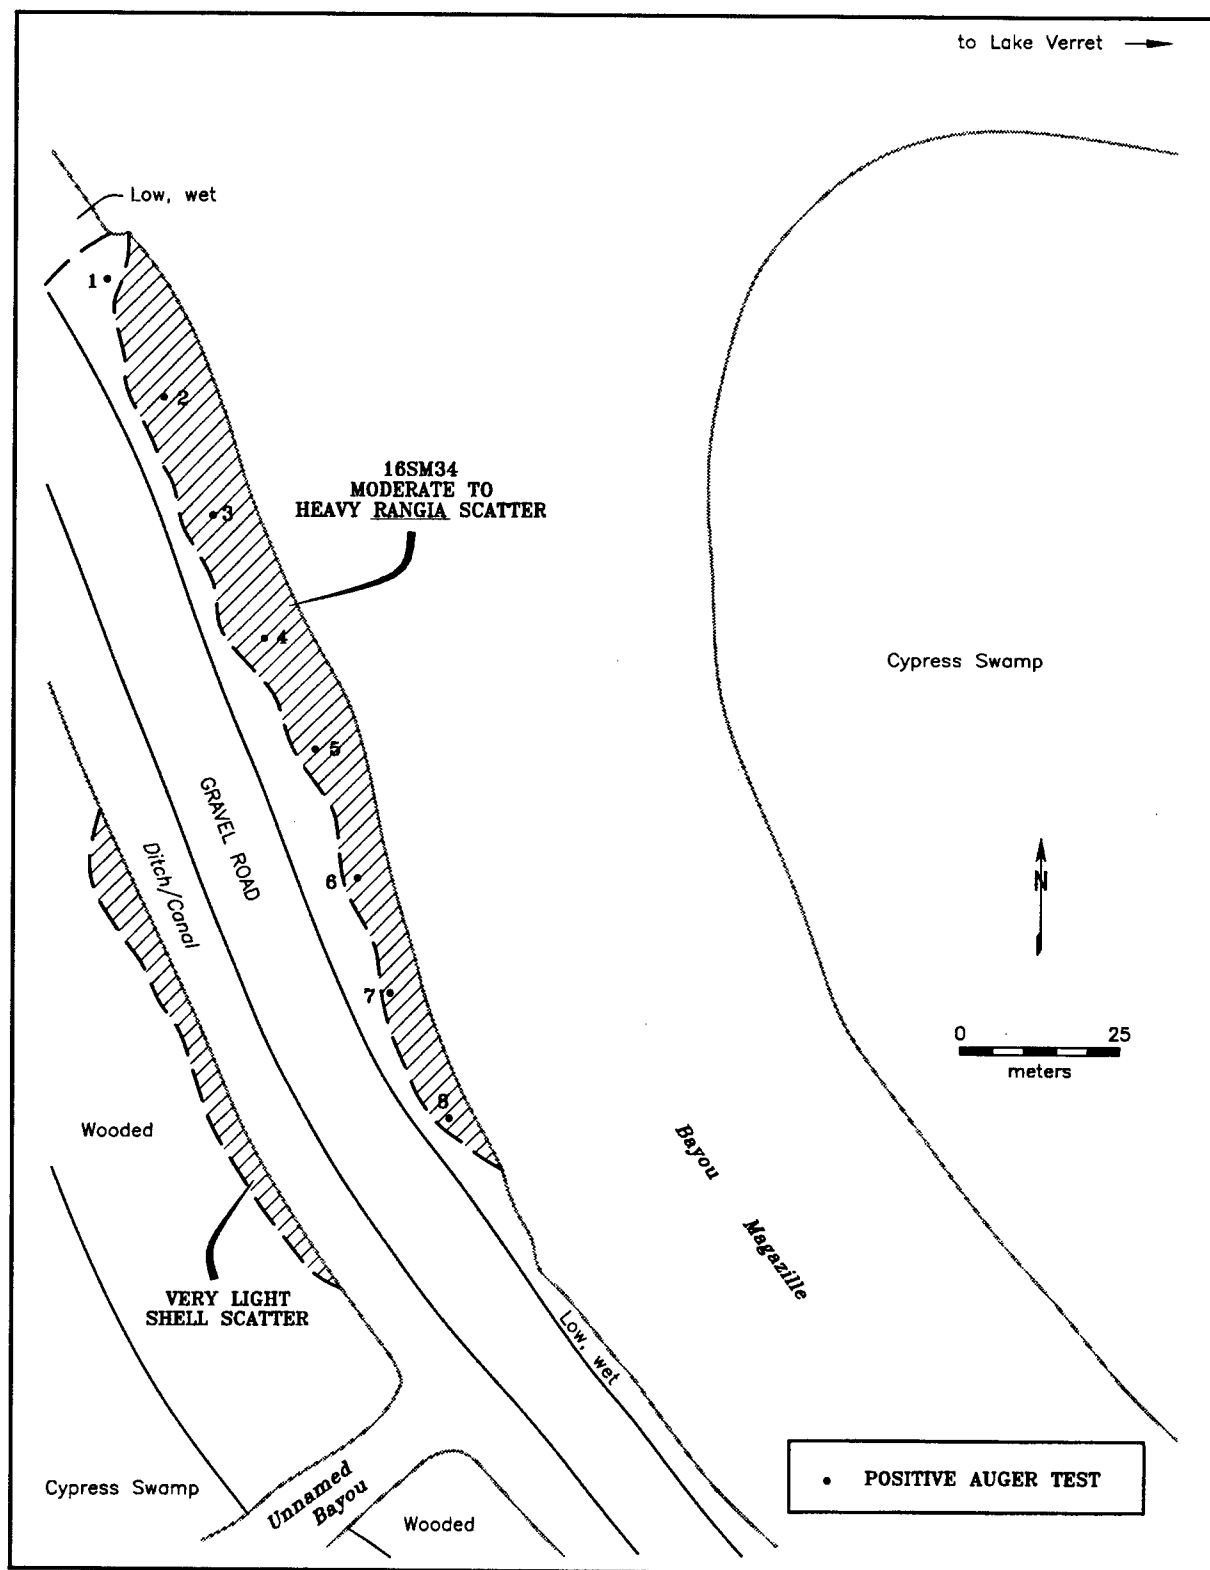 to Lake Verret
Low, wet
1
2
16SM34
MODERATE TO
HEAVY RANGIA SCATTER
3
4
Cypress Swamp
5
GRAVEL ROAD
6
N
Ditch/Canal
7
0 25
meters
8
Wooded
Bayou
Magazille
VERY LIGHT
SHELL SCATTER
Low, wet
Cypress Swamp
Unnamed
Bayou
Wooded
POSITIVE AUGER TEST